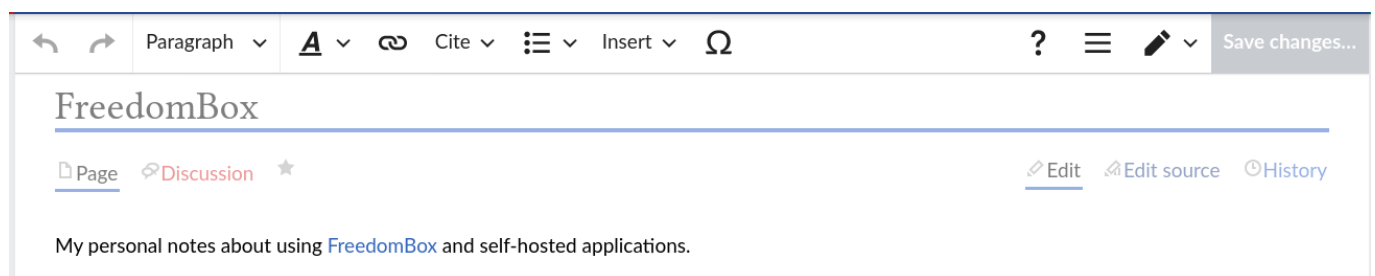 Paragraph A Cite Insert Ω ? Save changes...
FreedomBox
Page Discussion Edit Edit source History
My personal notes about using FreedomBox and self-hosted applications.